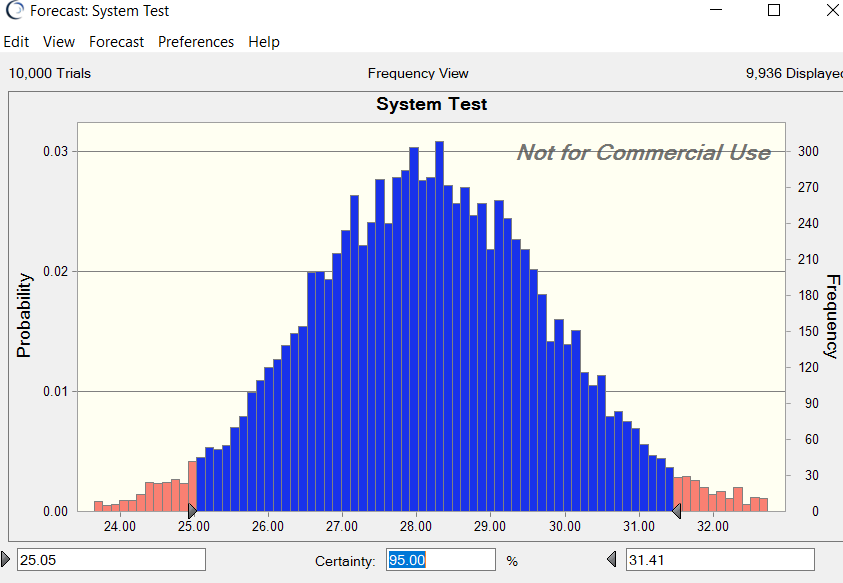 Forecast: System Test
Edit View Forecast Preferences Help
10,000 Trials Frequency View 9,936 Displayed
System Test
Not for Commercial Use
Probability
0.03
0.02
0.01
0.00
300
270
240
210
180
150
120
90
60
30
0
Frequency
24.00 25.00 26.00 27.00 28.00 29.00 30.00 31.00 32.00
25.05 Certainty: 95.00 % 31.41